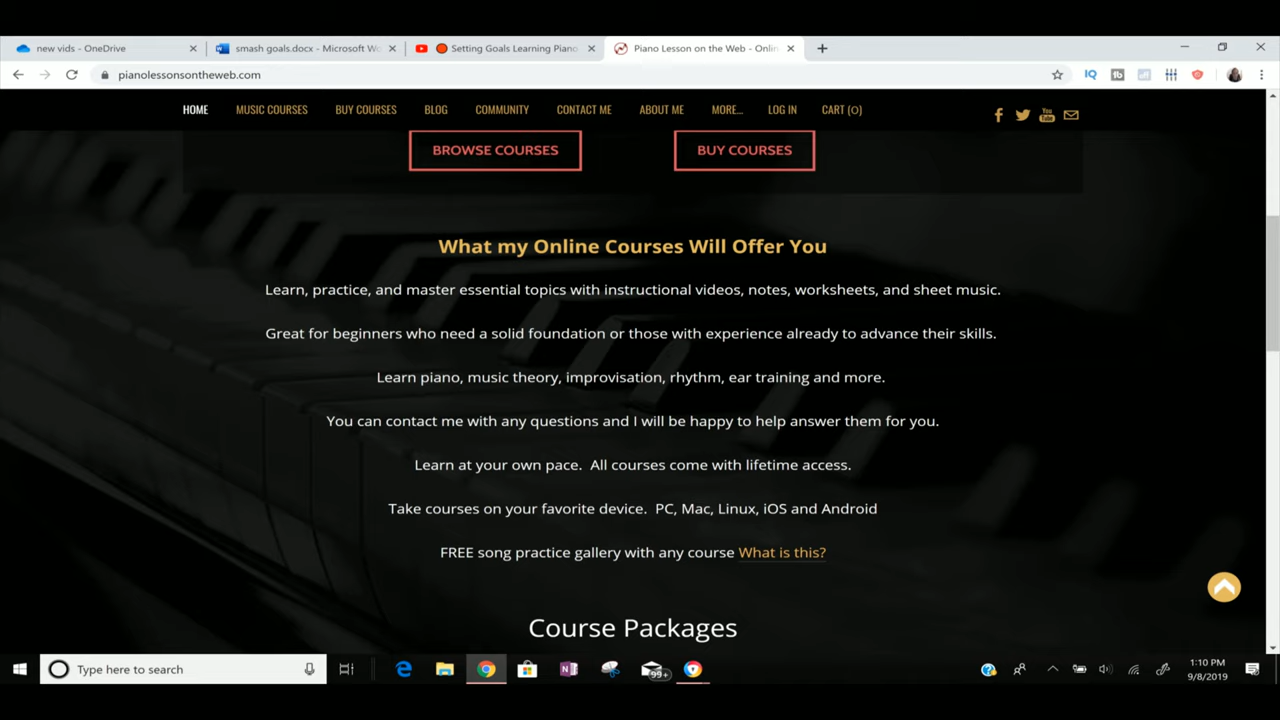 new vids - OneDrive
smash goals.docx - Microsoft Wo
Setting Goals Learning Piano
Piano Lesson on the Web - Onlin
pianolessonsontheweb.com
HOME MUSIC COURSES BUY COURSES BLOG COMMUNITY CONTACT ME ABOUT ME MORE... LOG IN CART (0)
BROWSE COURSES BUY COURSES
What my Online Courses Will Offer You
Learn, practice, and master essential topics with instructional videos, notes, worksheets, and sheet music.
Great for beginners who need a solid foundation or those with experience already to advance their skills.
Learn piano, music theory, improvisation, rhythm, ear training and more.
You can contact me with any questions and I will be happy to help answer them for you.
Learn at your own pace. All courses come with lifetime access.
Take courses on your favorite device. PC, Mac, Linux, iOS and Android
FREE song practice gallery with any course What is this?
Course Packages
Type here to search
99+
1:10 PM
9/8/2019